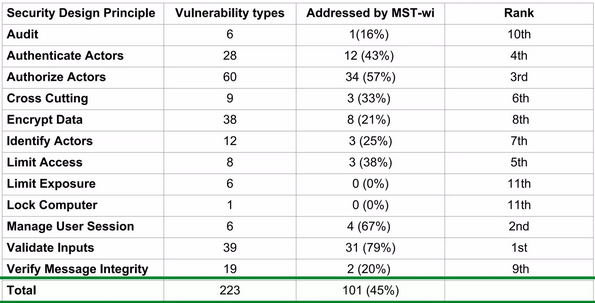 Security Design Principle Vulnerability types Addressed by MST-wi Rank
Audit 6 1(16%) 10th
Authenticate Actors 28 12 (43%) 4th
Authorize Actors 60 34 (57%) 3rd
Cross Cutting 9 3 (33%) 6th
Encrypt Data 38 8 (21%) 8th
Identify Actors 12 3 (25%) 7th
Limit Access 8 3 (38%) 5th
Limit Exposure 6 0 (0%) 11th
Lock Computer 1 0 (0%) 11th
Manage User Session 6 4 (67%) 2nd
Validate Inputs 39 31 (79%) 1st
Verify Message Integrity 19 2 (20%) 9th
Total 223 101 (45%)